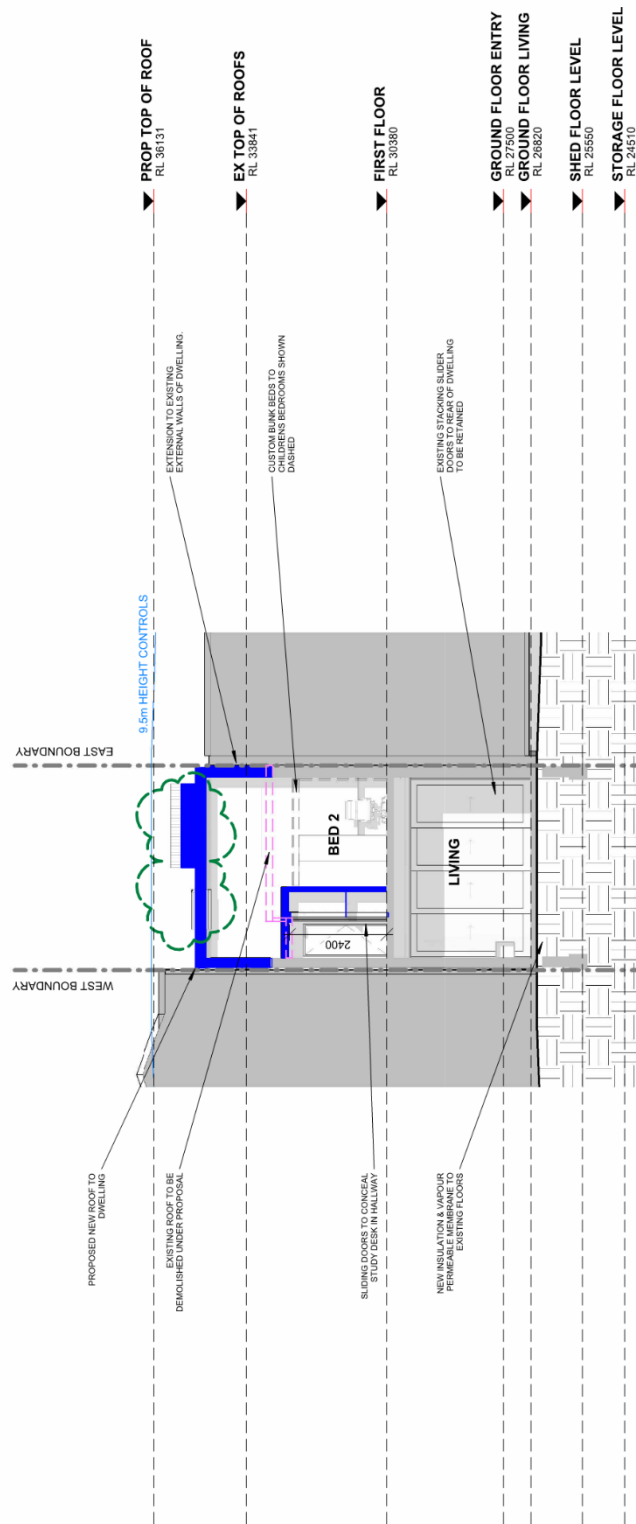 PROP TOP OF ROOF
RL 36131
EX TOP OF ROOFS
RL 33841
FIRST FLOOR
RL 30380
GROUND FLOOR ENTRY
RL 27500
GROUND FLOOR LIVING
RL 26820
SHED FLOOR LEVEL
RL 25550
STORAGE FLOOR LEVEL
RL 24510
EXTENSION TO EXISTING
EXTERNAL WALLS OF DWELLING.
CUSTOM BUNK BEDS TO
CHILDRENS BEDROOMS SHOWN
DASHED
EXISTING STACKING SLIDER
DOORS TO REAR OF DWELLING
TO BE RETAINED
9.5m HEIGHT CONTROLS
EAST BOUNDARY
BED 2
LIVING
2400
WEST BOUNDARY
PROPOSED NEW ROOF TO
DWELLING
EXISTING ROOF TO BE
DEMOLISHED UNDER PROPOSAL
SLIDING DOORS TO CONCEAL
STUDY DESK IN HALLWAY
NEW INSULATION & VAPOUR
PERMEABLE MEMBRANE TO
EXISTING FLOORS